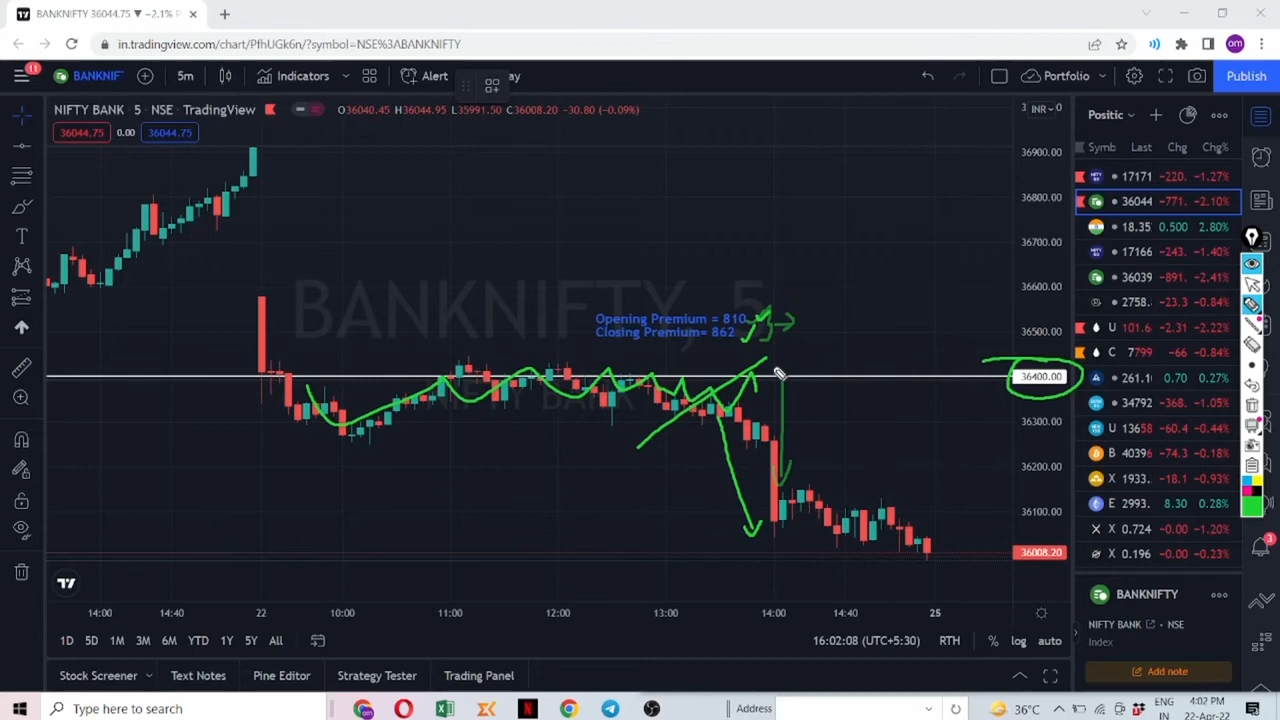 BANKNIFTY 36044.75 ▼ −2.1%
in.tradingview.com/chart/PfhUGk6n/?symbol=NSE%3ABANKNIFTY
om
11
BANKNIF
5m
Indicators
Alert
ay
Portfolio
Publish
NIFTY BANK · 5 · NSE · TradingView
O36040.45 H36044.95 L35991.50 C36008.20 −30.80 (−0.09%)
INR
36044.75
0.00
36044.75
BANKNIFTY, 5
NIFTY BANK
Opening Premium = 810
Closing Premium= 862
36900.00
36800.00
36700.00
36600.00
36500.00
36400.00
36300.00
36200.00
36100.00
36008.20
14:00
14:40
22
10:00
11:00
12:00
13:00
14:00
14:40
25
1D
5D
1M
3M
6M
YTD
1Y
5Y
All
16:02:08 (UTC+5:30)
RTH
%
log
auto
Stock Screener
Text Notes
Pine Editor
Strategy Tester
Trading Panel
Positic
Symb Last Chg Chg%
17171 −220. −1.27%
36044 −771. −2.10%
18.35 0.500 2.80%
17166 −243. −1.40%
36039 −891. −2.41%
2758. −23.3 −0.84%
U 101.6 −2.31 −2.22%
C 7799 −66 −0.84%
261.1 0.70 0.27%
34792 −368. −1.05%
U 13658 −60.4 −0.44%
B 40396 −74.3 −0.18%
X 1933. −18.1 −0.93%
E 2993. 8.30 0.28%
X 0.724 −0.00 −1.20%
X 0.196 −0.00 −0.23%
3
BANKNIFTY
NIFTY BANK · NSE
Index
Add note
Type here to search
Address
36°C
ENG
IN
4:02 PM
22-Apr-22